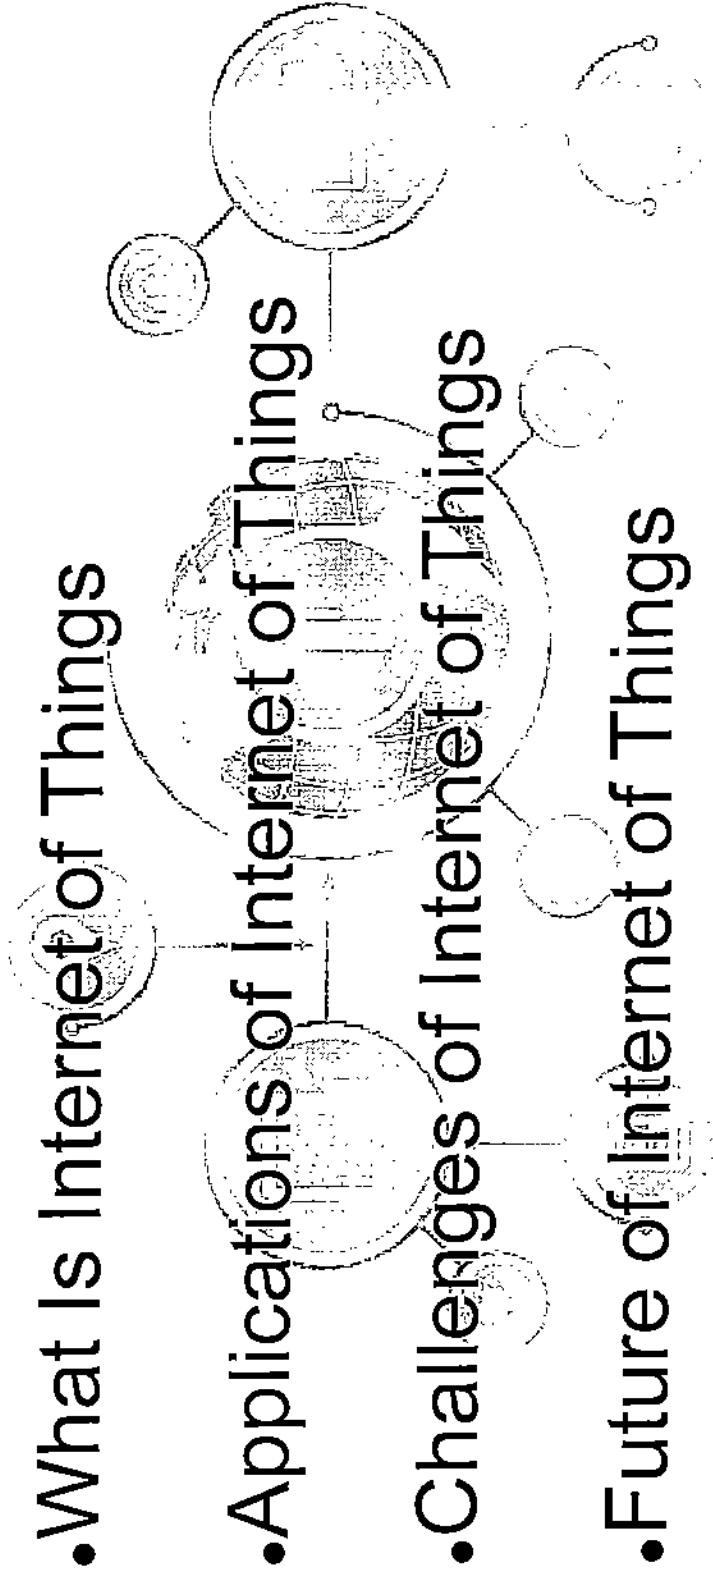 •What Is Internet of Things
•Applications of Internet of Things
•Challenges of Internet of Things
•Future of Internet of Things